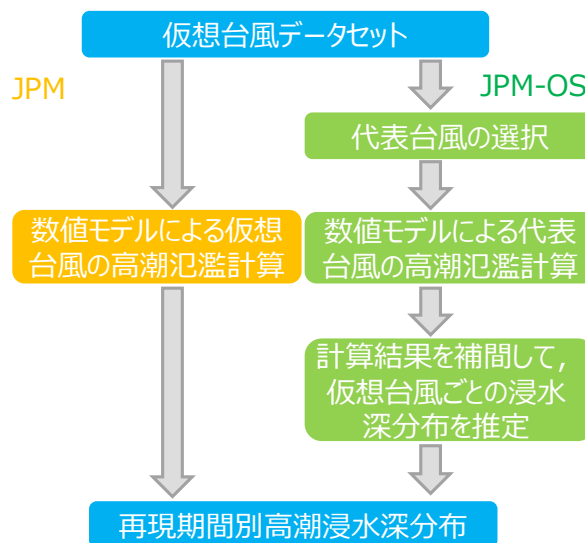 仮想台風データセット
JPM
JPM-OS
代表台風の選択
数値モデルによる仮想
台風の高潮氾濫計算
数値モデルによる代表
台風の高潮氾濫計算
計算結果を補間して,
仮想台風ごとの浸水
深分布を推定
再現期間別高潮浸水深分布